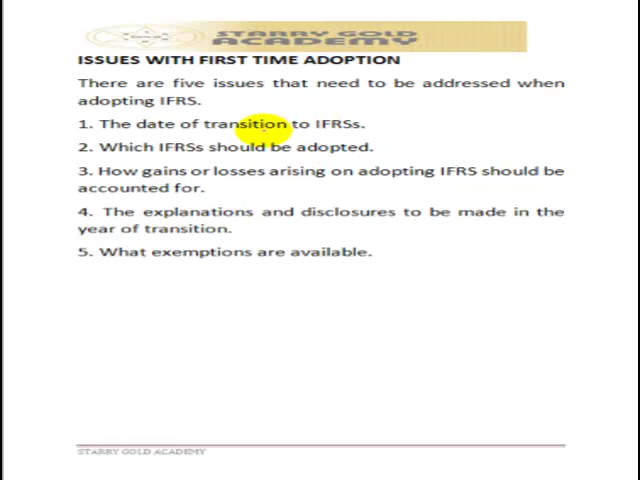 STARRY GOLD
ACADEMY
ISSUES WITH FIRST TIME ADOPTION
There are five issues that need to be addressed when
adopting IFRS.
1. The date of transition to IFRSs.
2. Which IFRSs should be adopted.
3. How gains or losses arising on adopting IFRS should be
accounted for.
4. The explanations and disclosures to be made in the
year of transition.
5. What exemptions are available.
STARRY GOLD ACADEMY